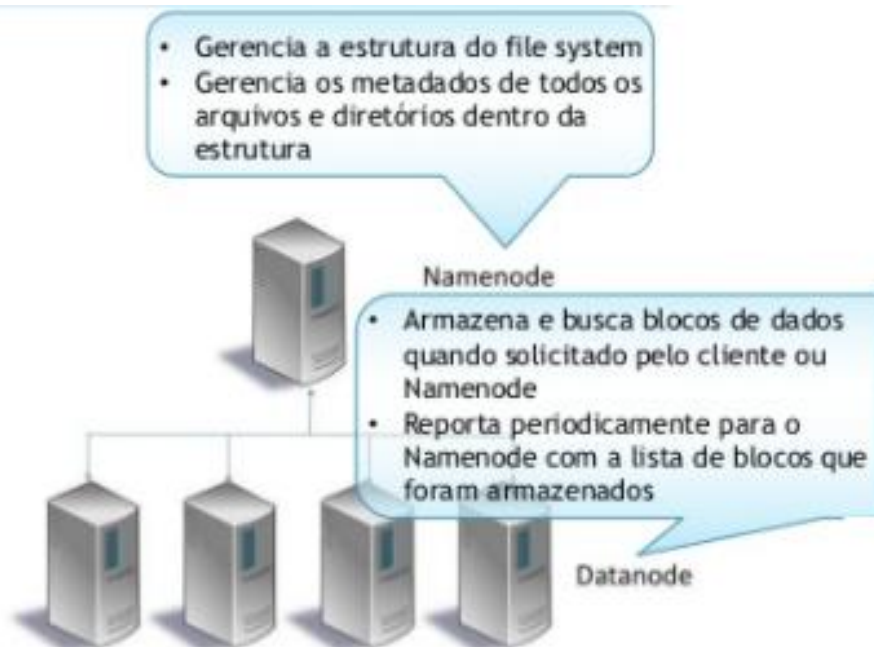 • Gerencia a estrutura do file system
• Gerencia os metadados de todos os
arquivos e diretórios dentro da
estrutura
Namenode
• Armazena e busca blocos de dados
quando solicitado pelo cliente ou
Namenode
• Reporta periodicamente para o
Namenode com a lista de blocos que
foram armazenados
Datanode